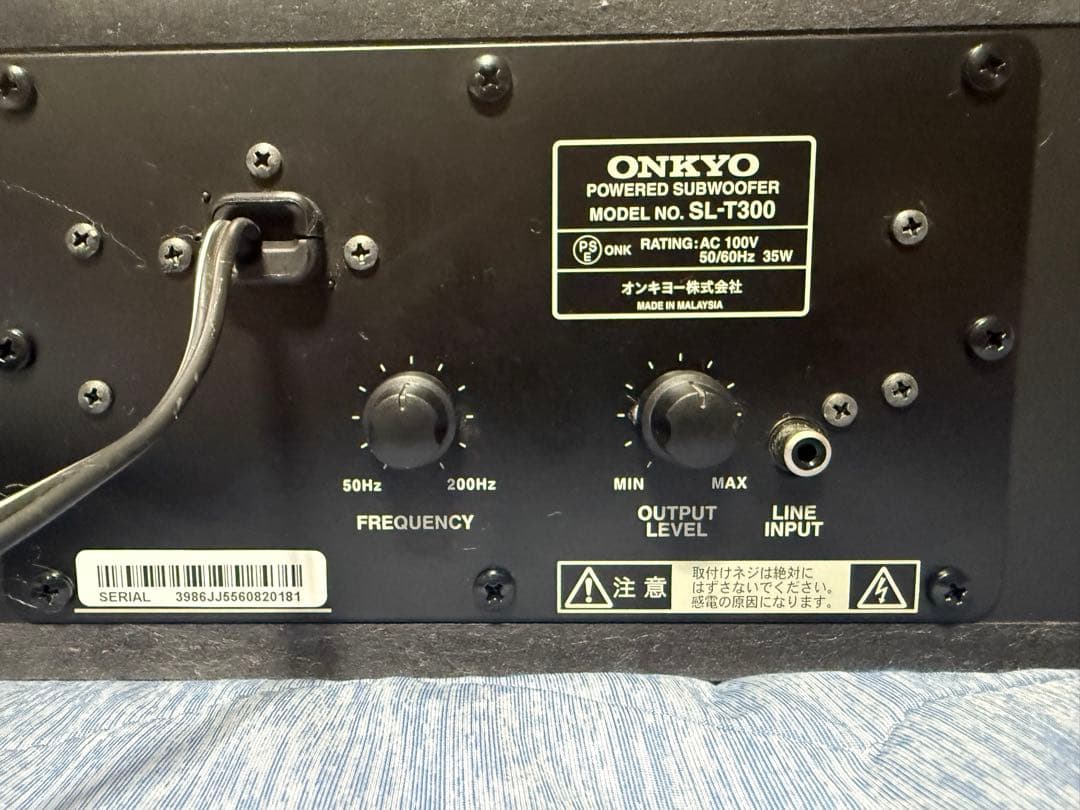 ONKYO
POWERED SUBWOOFER
MODEL NO. SL-T300
PS E ONK RATING: AC 100V
50/60Hz 35W
オンキヨー株式会社
MADE IN MALAYSIA
50Hz 200Hz
FREQUENCY
MIN MAX
OUTPUT
LEVEL
LINE
INPUT
SERIAL 3986JJ5560820181
注意
取付けネジは絶対に
はずさないでください。
感電の原因になります。